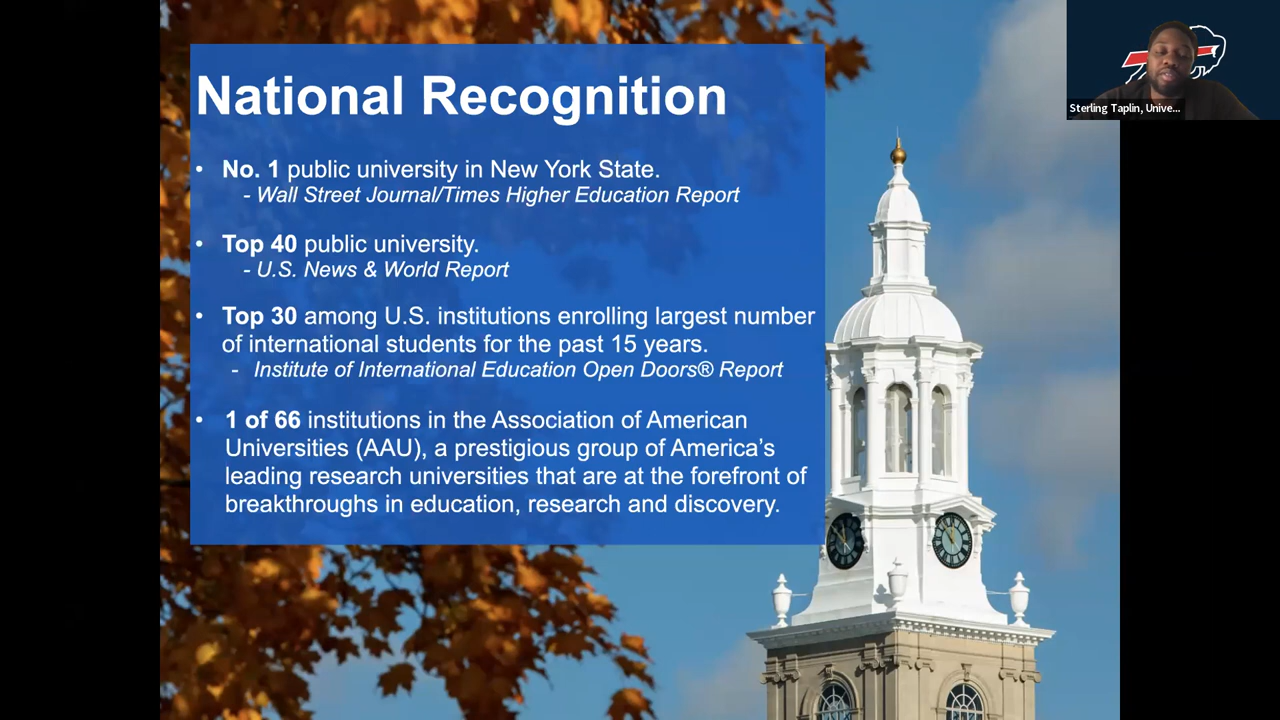 National Recognition
• No. 1 public university in New York State.
- Wall Street Journal/Times Higher Education Report
• Top 40 public university.
- U.S. News & World Report
• Top 30 among U.S. institutions enrolling largest number
of international students for the past 15 years.
- Institute of International Education Open Doors® Report
• 1 of 66 institutions in the Association of American
Universities (AAU), a prestigious group of America's
leading research universities that are at the forefront of
breakthroughs in education, research and discovery.
Sterling Taplin, Unive...